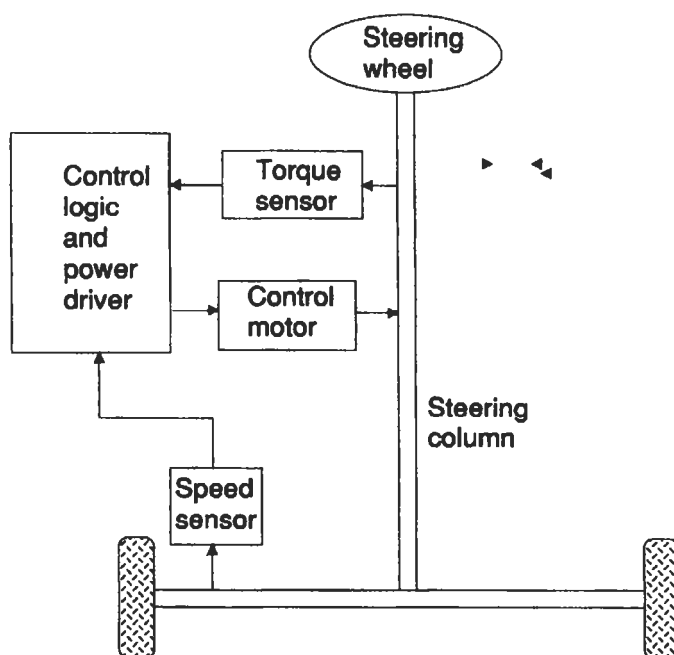 Steering
wheel
Torque
sensor
Control
logic
and
power
driver
Control
motor
Steering
column
Speed
sensor